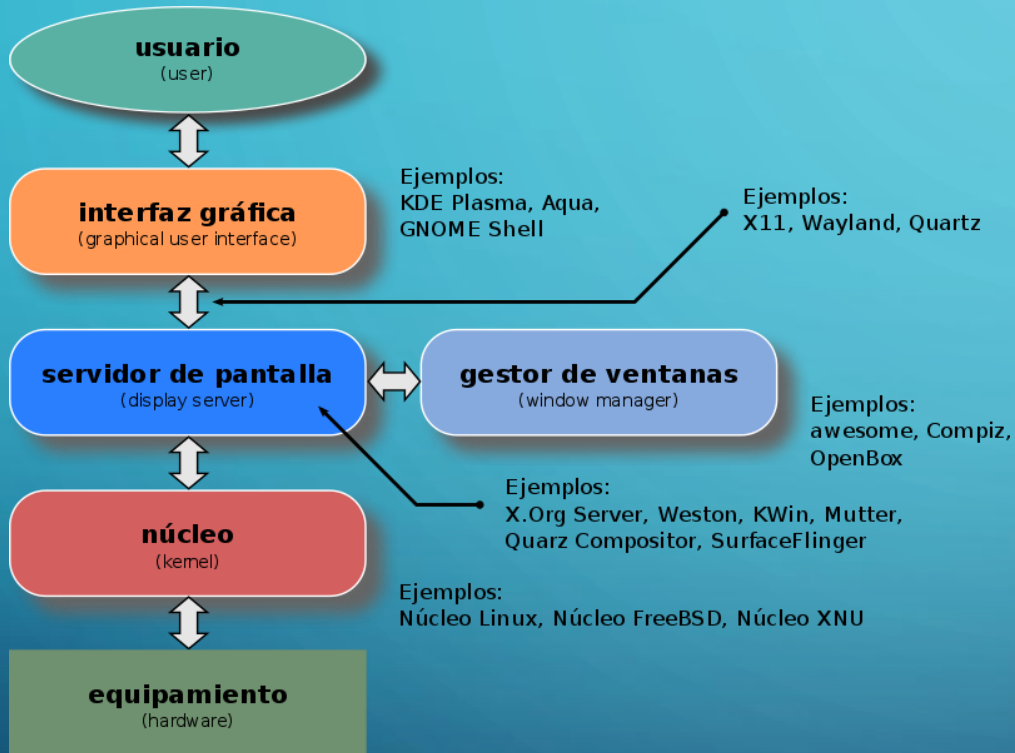 usuario
(user)
interfaz gráfica
(graphical user interface)
Ejemplos:
KDE Plasma, Aqua,
GNOME Shell
Ejemplos:
X11, Wayland, Quartz
servidor de pantalla
(display server)
gestor de ventanas
(window manager)
Ejemplos:
awesome, Compiz,
OpenBox
Ejemplos:
X.Org Server, Weston, KWin, Mutter,
Quarz Compositor, SurfaceFlinger
núcleo
(kernel)
Ejemplos:
Núcleo Linux, Núcleo FreeBSD, Núcleo XNU
equipamiento
(hardware)